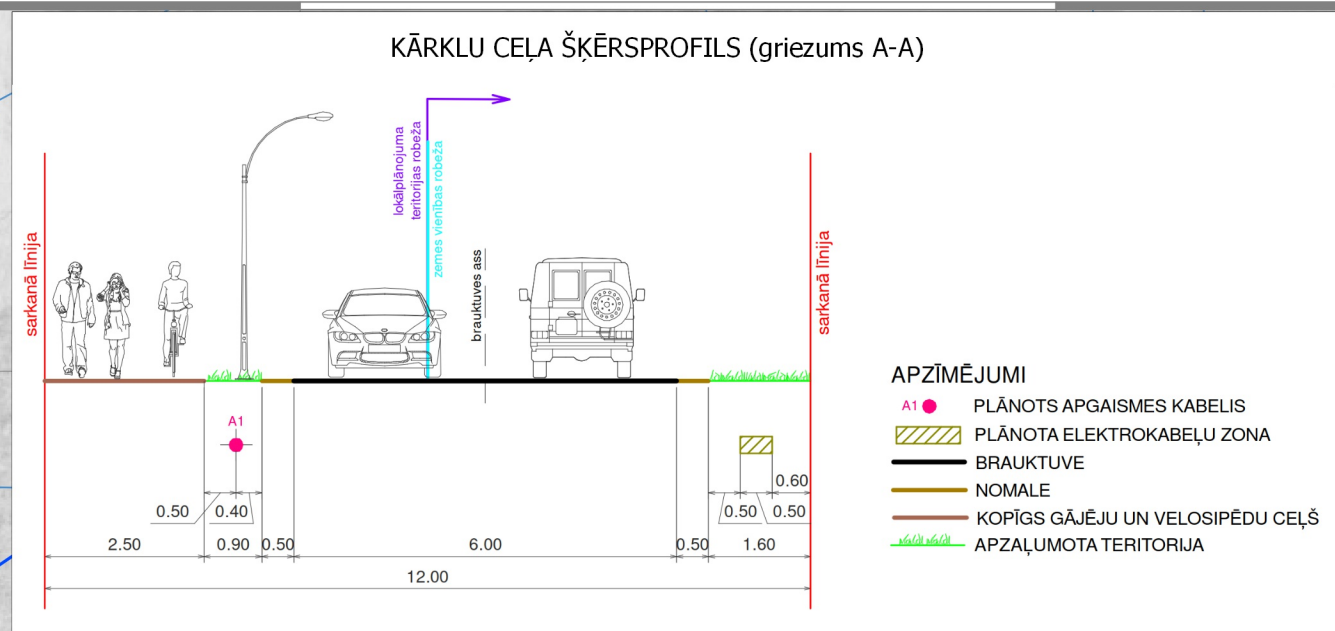 KĀRKLU CEĻA ŠĶĒRSPROFILS (griezums A-A)
lokālplānojuma
teritorijas robeža
zemes vienības robeža
brauktuves ass
sarkanā līnija
sarkanā līnija
A1
0.50
0.40
0.60
0.50
0.50
2.50
0.90
0.50
6.00
0.50
1.60
12.00
APZĪMĒJUMI
A1 PLĀNOTS APGAISMES KABELIS
PLĀNOTA ELEKTROKABEĻU ZONA
BRAUKTUVE
NOMALE
KOPĪGS GĀJĒJU UN VELOSIPĒDU CEĻŠ
APZAĻUMOTA TERITORIJA